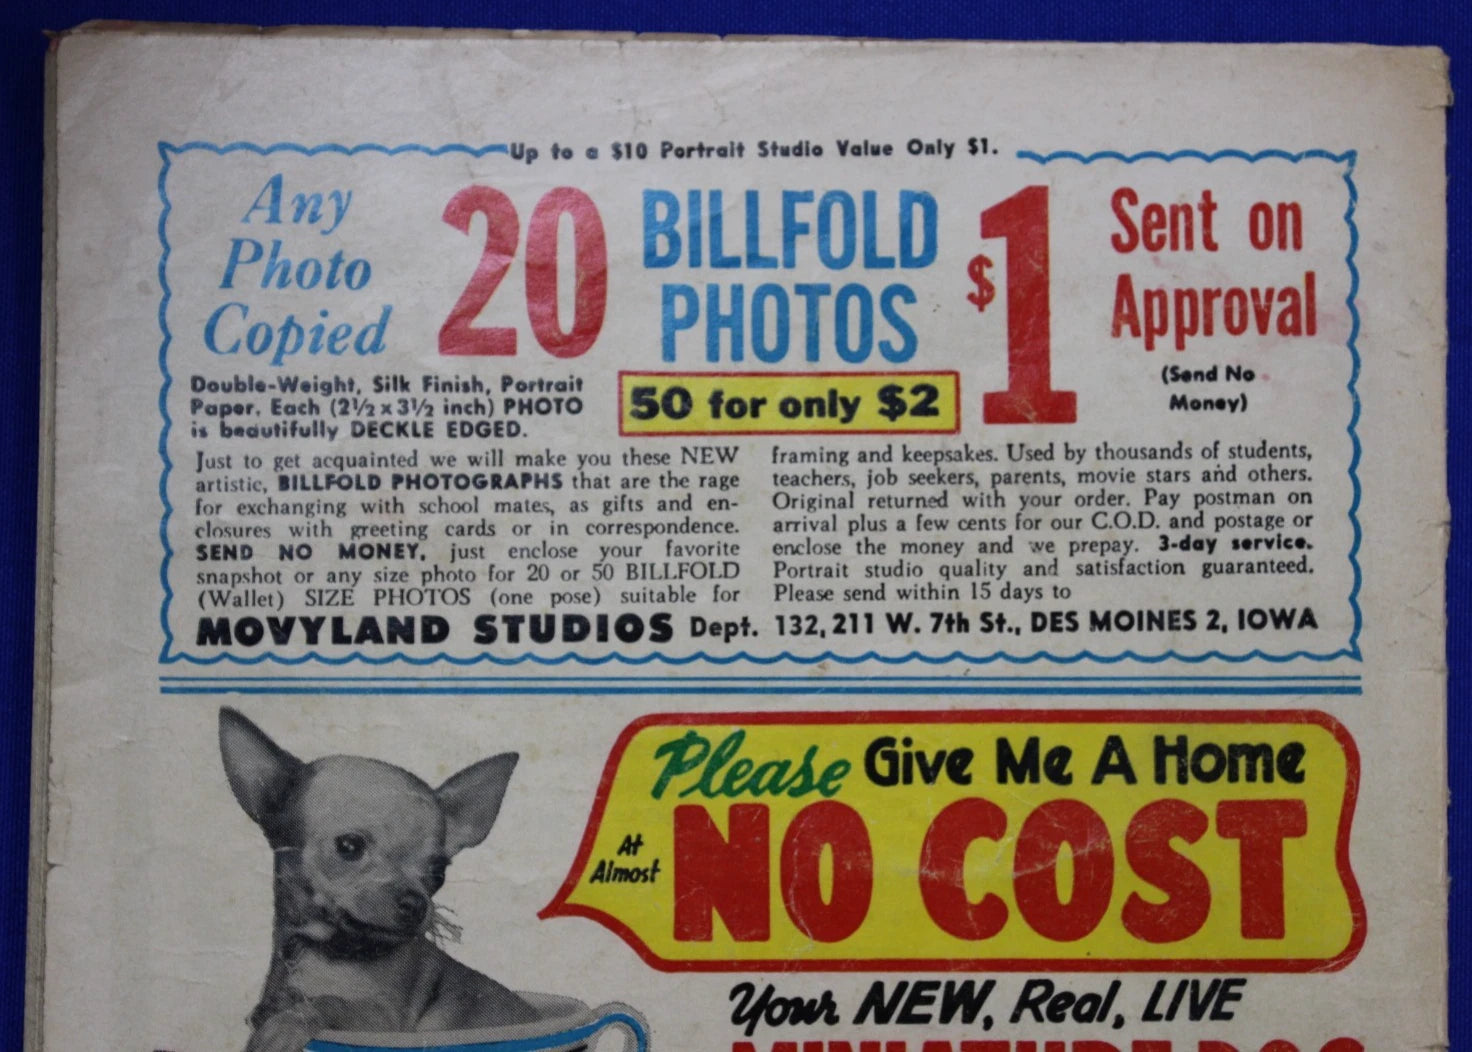 Up to a $10 Portrait Studio Value Only $1.
Any
Photo
Copied
20
BILLFOLD
PHOTOS
50 for only $2
$1
Sent on
Approval
(Send No
Money)
Double-Weight, Silk Finish, Portrait
Paper. Each (2½ x 3½ inch) PHOTO
is beautifully DECKLE EDGED.
Just to get acquainted we will make you these NEW
artistic, BILLFOLD PHOTOGRAPHS that are the rage
for exchanging with school mates, as gifts and en-
closures with greeting cards or in correspondence.
SEND NO MONEY, just enclose your favorite
snapshot or any size photo for 20 or 50 BILLFOLD
(Wallet) SIZE PHOTOS (one pose) suitable for
framing and keepsakes. Used by thousands of students,
teachers, job seekers, parents, movie stars and others.
Original returned with your order. Pay postman on
arrival plus a few cents for our C.O.D. and postage or
enclose the money and we prepay. 3-day service.
Portrait studio quality and satisfaction guaranteed.
Please send within 15 days to
MOVYLAND STUDIOS Dept. 132, 211 W. 7th St., DES MOINES 2, IOWA
Please Give Me A Home
At
Almost
NO COST
Your NEW, Real, LIVE
MINIATURE DOG